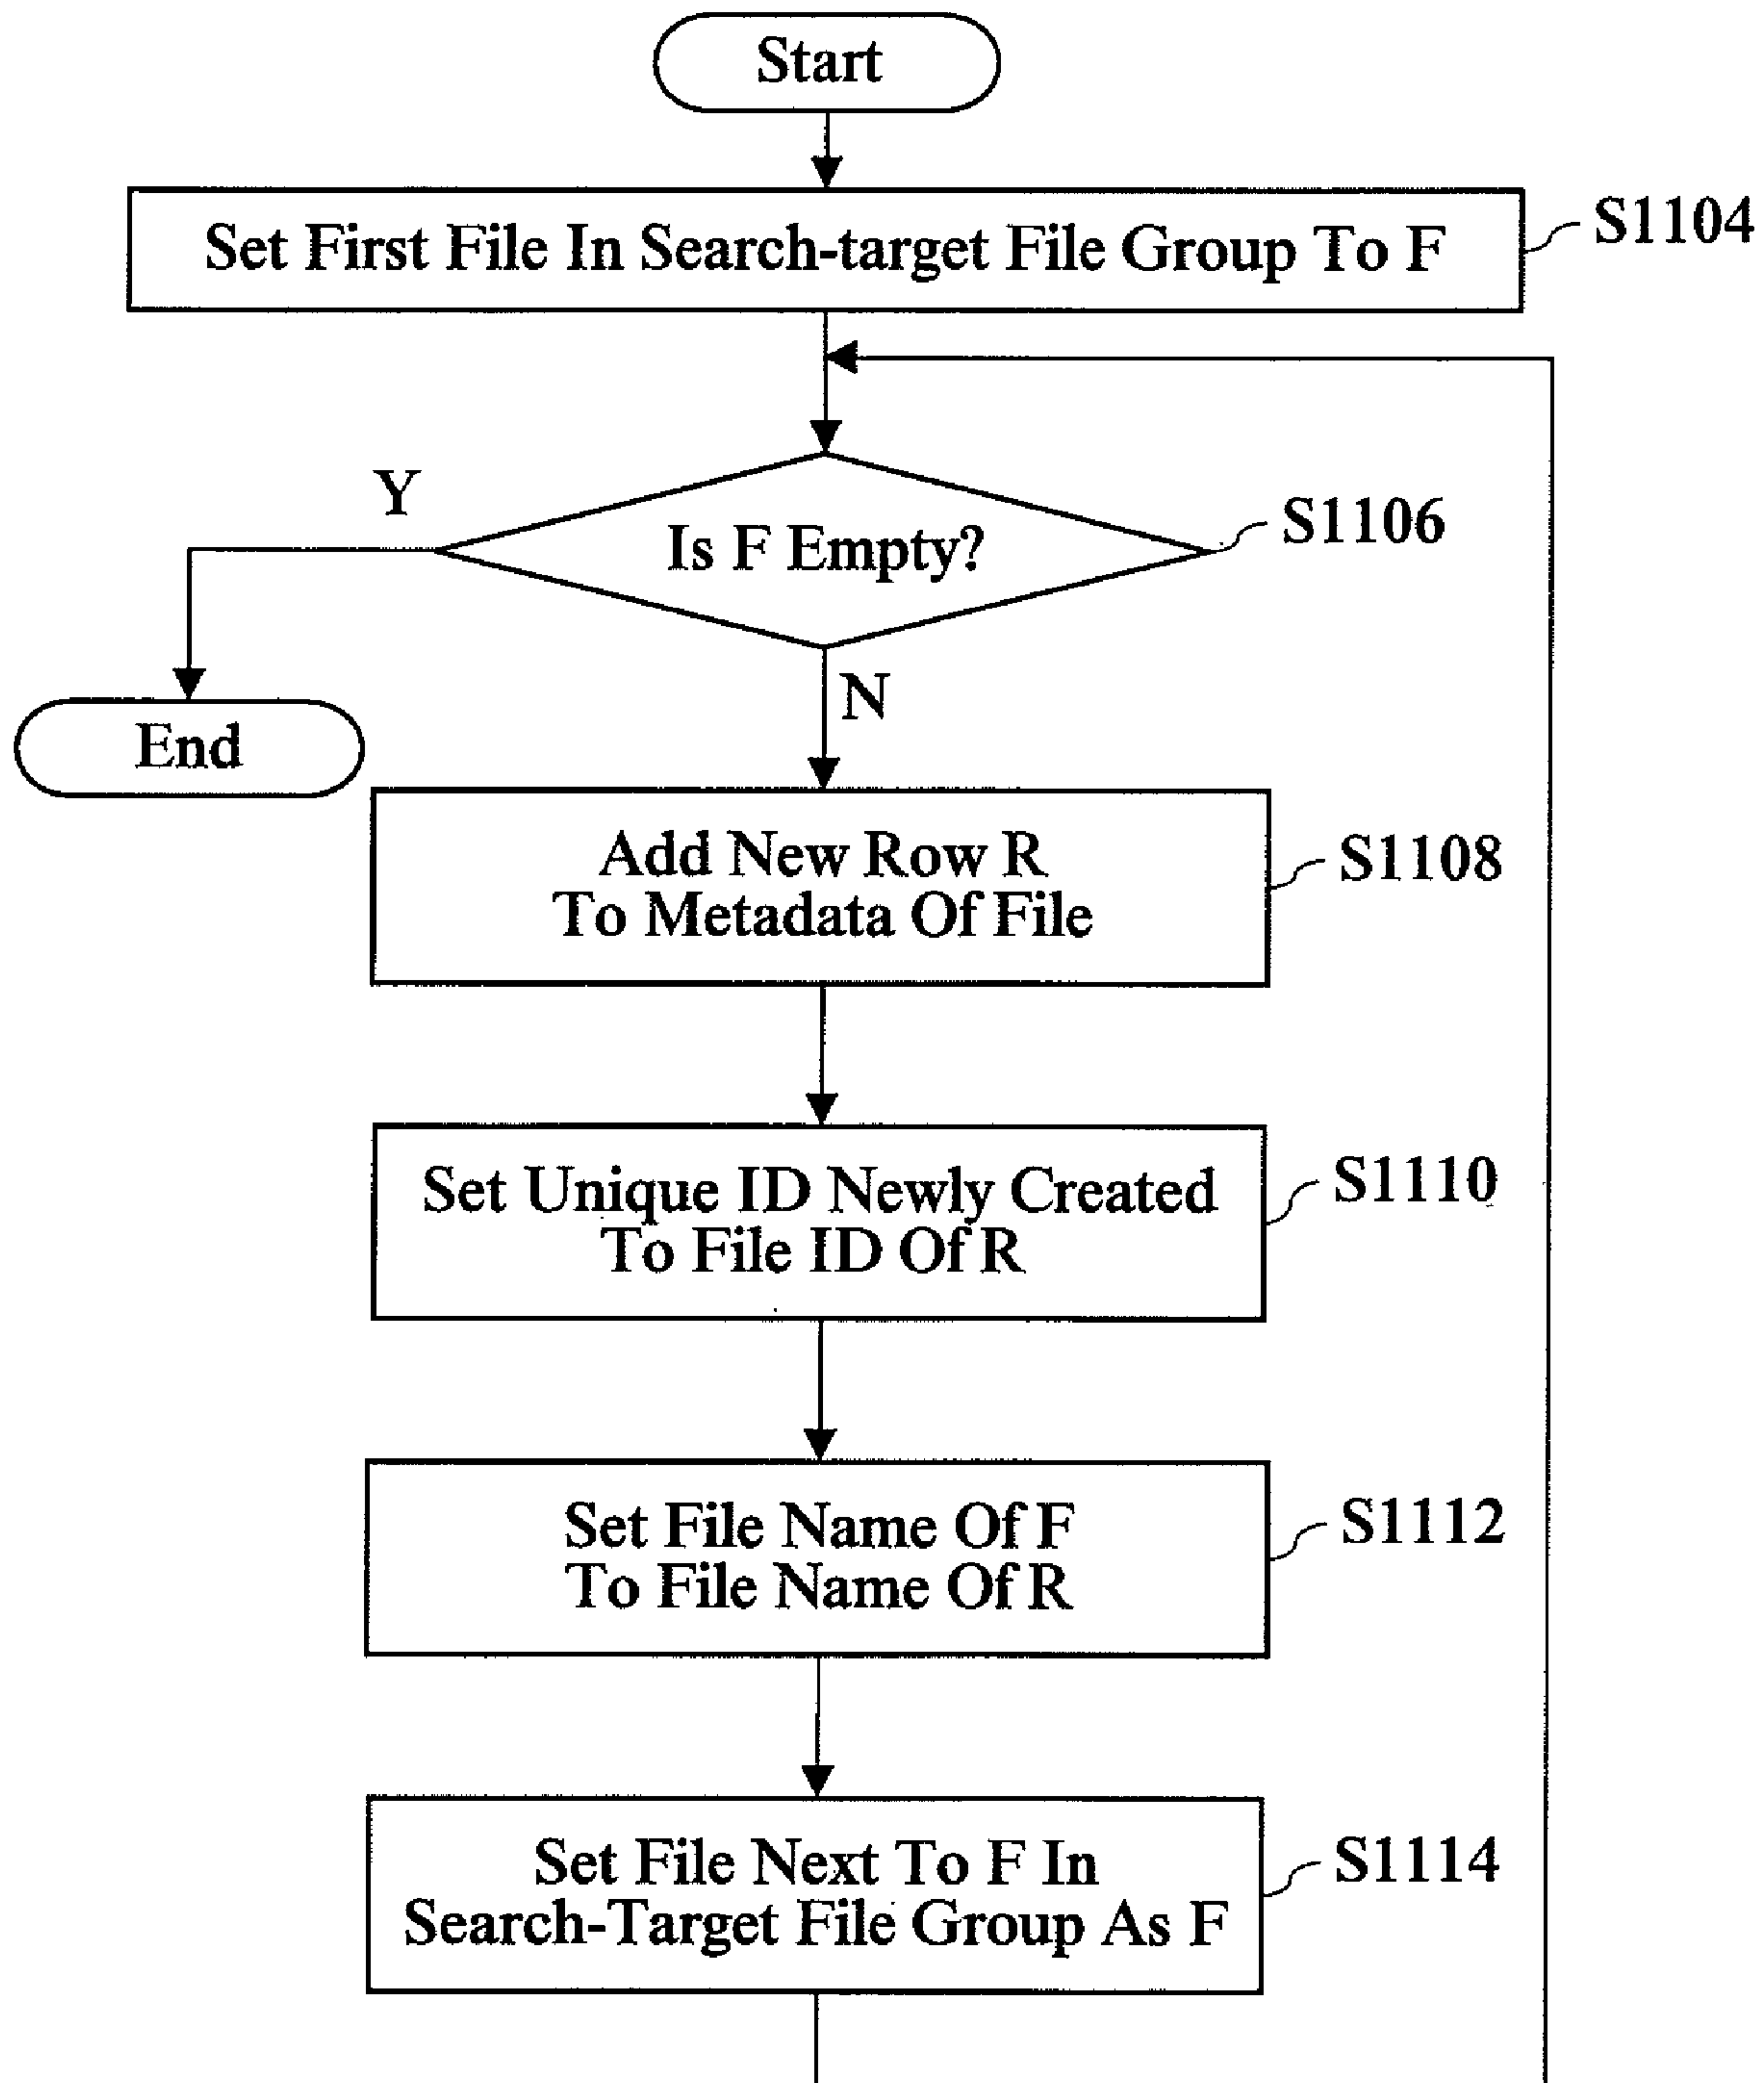 Start
Set First File In Search-target File Group To F
S1104
Y
Is F Empty?
S1106
N
End
Add New Row R
To Metadata Of File
S1108
Set Unique ID Newly Created
To File ID Of R
S1110
Set File Name Of F
To File Name Of R
S1112
Set File Next To F In
Search-Target File Group As F
S1114